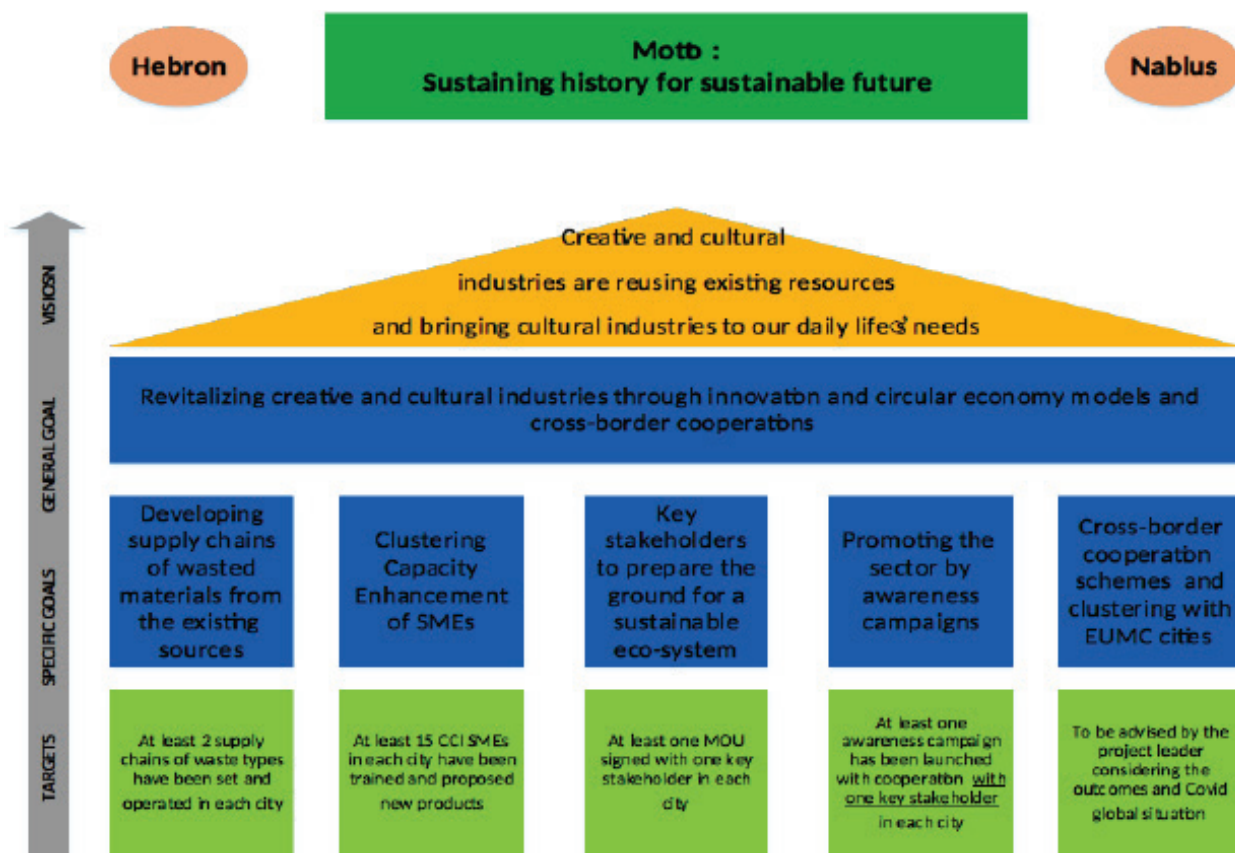 Hebron
Motto :
Sustaining history for sustainable future
Nablus
VISIOSN
Creative and cultural
industries are reusing existing resources
and bringing cultural industries to our daily life needs
GENERAL GOAL
Revitalizing creative and cultural industries through innovation and circular economy models and
cross-border cooperations
SPECIFIC GOALS
Developing
supply chains
of wasted
materials from
the existing
sources
Clustering
Capacity
Enhancement
of SMEs
Key
stakeholders
to prepare the
ground for a
sustainable
eco-system
Promoting the
sector by
awareness
campaigns
Cross-border
cooperation
schemes and
clustering with
EUMC cities
TARGETS
At least 2 supply
chains of waste types
have been set and
operated in each city
At least 15 CCI SMEs
in each city have been
trained and proposed
new products
At least one MOU
signed with one key
stakeholder in each
city
At least one
awareness campaign
has been launched
with cooperation with
one key stakeholder
in each city
To be advised by the
project leader
considering the
outcomes and Covid
global situation